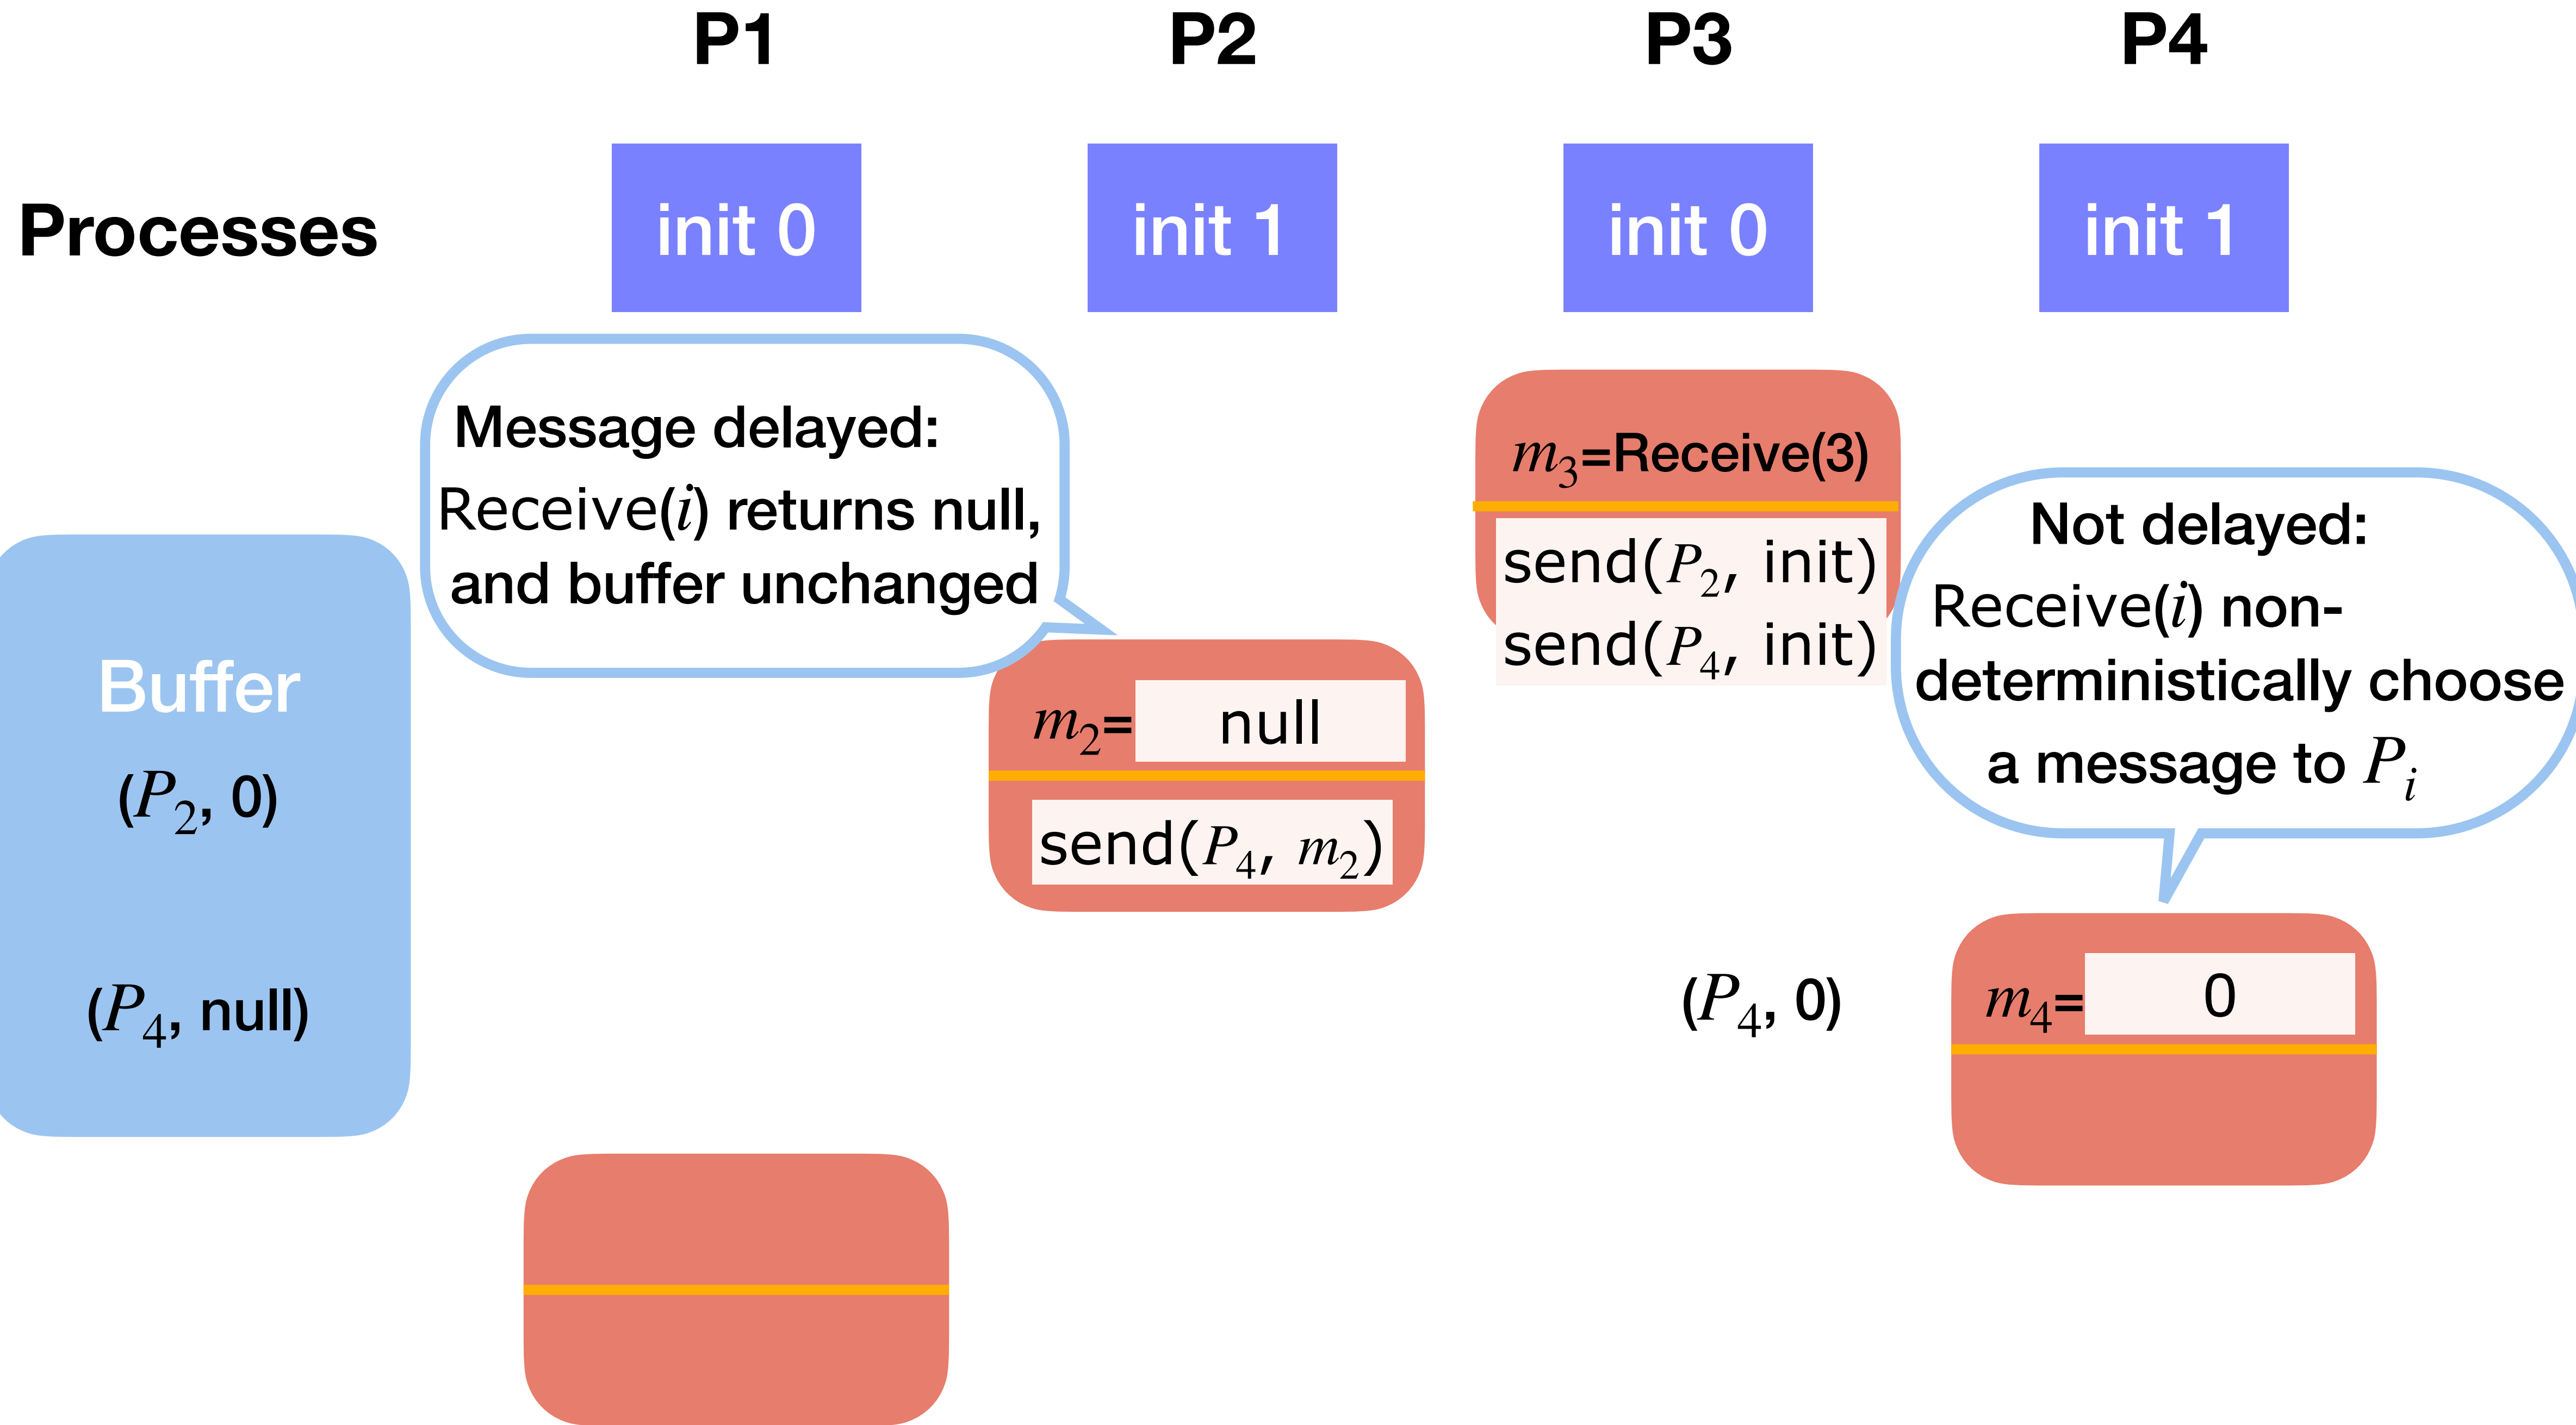 P1 P2 P3 P4
Processes
init 0
init 1
init 0
init 1
Message delayed:
Receive(i) returns null,
and buffer unchanged
m₃=Receive(3)
send(P₂, init)
send(P₄, init)
Not delayed:
Receive(i) non-
deterministically choose
a message to Pᵢ
Buffer
(P₂, 0)
(P₄, null)
m₂= null
send(P₄, m₂)
(P₄, 0)
m₄= 0